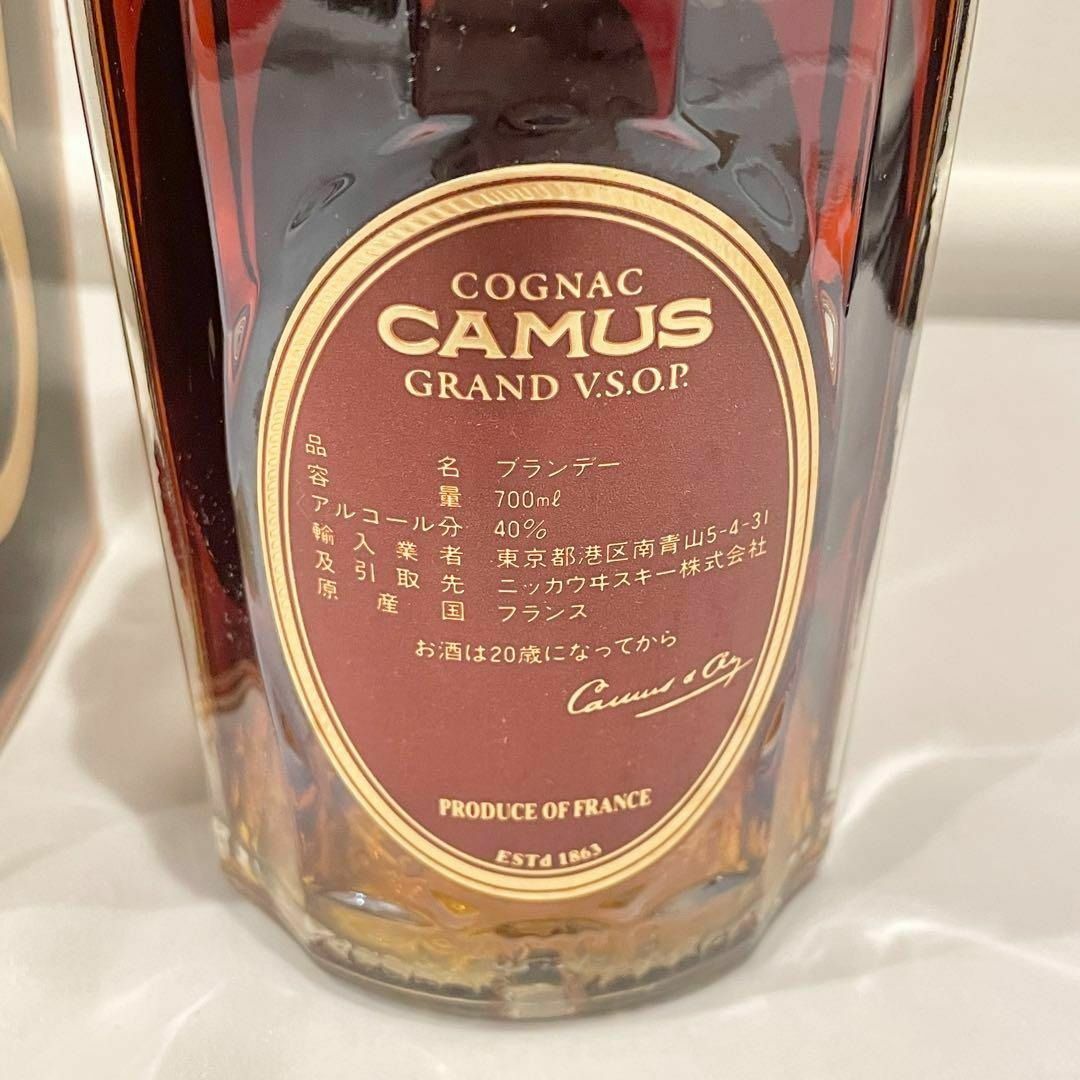 COGNAC
CAMUS
GRAND V.S.O.P.
品名 ブランデー
容量 700mℓ
アルコール分 40%
輸入業者 東京都港区南青山5-4-31
及引取先 ニッカウヰスキー株式会社
原産国 フランス
お酒は20歳になってから
Camus & Cy
PRODUCE OF FRANCE
ESTd 1863